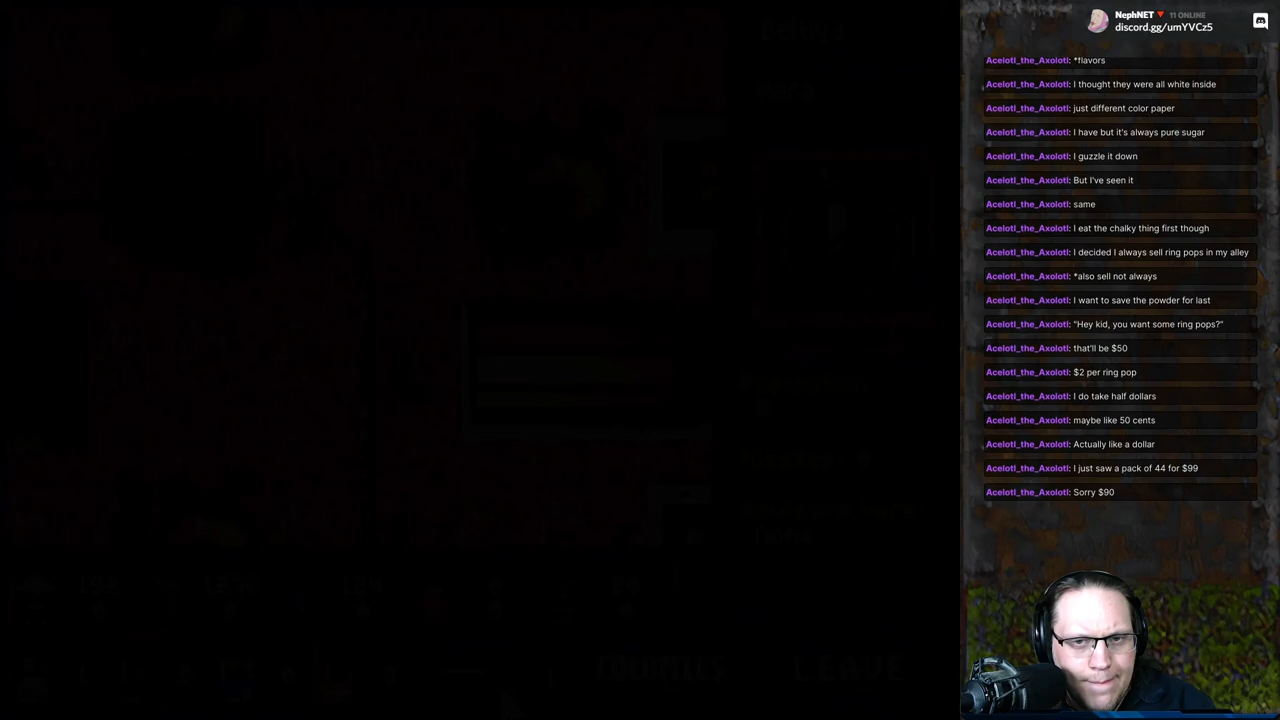 NephNET 11 ONLINE
discord.gg/umYVCz5
Acelotl_the_Axolotl: *flavors
Acelotl_the_Axolotl: I thought they were all white inside
Acelotl_the_Axolotl: just different color paper
Acelotl_the_Axolotl: I have but it's always pure sugar
Acelotl_the_Axolotl: I guzzle it down
Acelotl_the_Axolotl: But I've seen it
Acelotl_the_Axolotl: same
Acelotl_the_Axolotl: I eat the chalky thing first though
Acelotl_the_Axolotl: I decided I always sell ring pops in my alley
Acelotl_the_Axolotl: *also sell not always
Acelotl_the_Axolotl: I want to save the powder for last
Acelotl_the_Axolotl: "Hey kid, you want some ring pops?"
Acelotl_the_Axolotl: that'll be $50
Acelotl_the_Axolotl: $2 per ring pop
Acelotl_the_Axolotl: I do take half dollars
Acelotl_the_Axolotl: maybe like 50 cents
Acelotl_the_Axolotl: Actually like a dollar
Acelotl_the_Axolotl: I just saw a pack of 44 for $99
Acelotl_the_Axolotl: Sorry $90
LEAVE